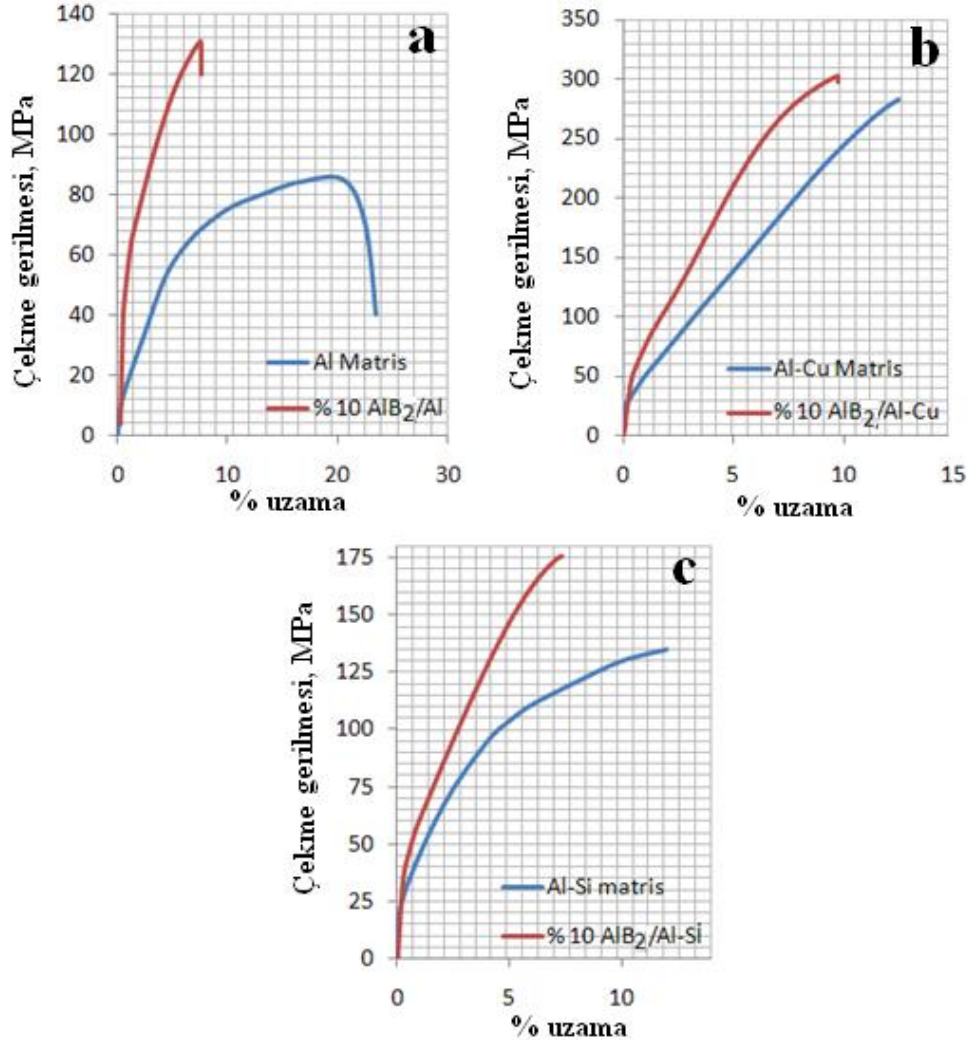 a
140
120
100
80
60
40
20
0
Çekme gerilmesi, MPa
Al Matris
% 10 AlB2/Al
0 10 20 30
% uzama
b
350
300
250
200
150
100
50
0
Çekme gerilmesi, MPa
Al-Cu Matris
% 10 AlB2/Al-Cu
0 5 10 15
% uzama
c
175
150
125
100
75
50
25
0
Çekme gerilmesi, MPa
Al-Si matris
% 10 AlB2/Al-Sİ
0 5 10
% uzama